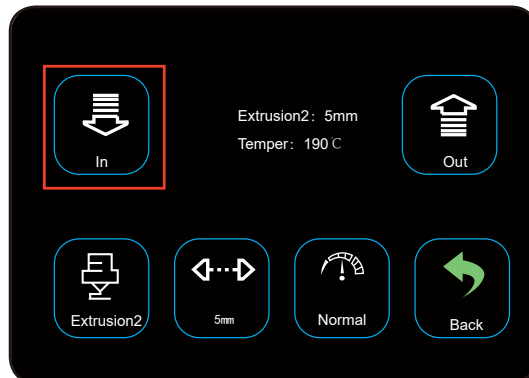 Extrusion2: 5mm
Temper: 190℃
In
Out
Extrusion2
5mm
Normal
Back